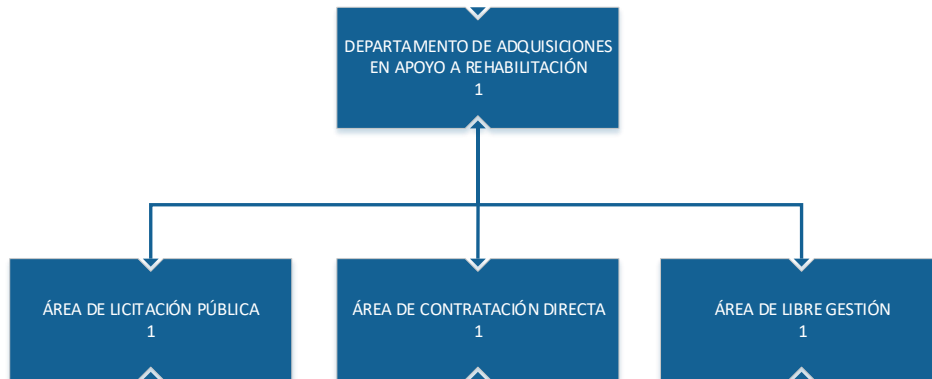 DEPARTAMENTO DE ADQUISICIONES
EN APOYO A REHABILITACIÓN
1
ÁREA DE LICITACIÓN PÚBLICA
1
ÁREA DE CONTRATACIÓN DIRECTA
1
ÁREA DE LIBRE GESTIÓN
1